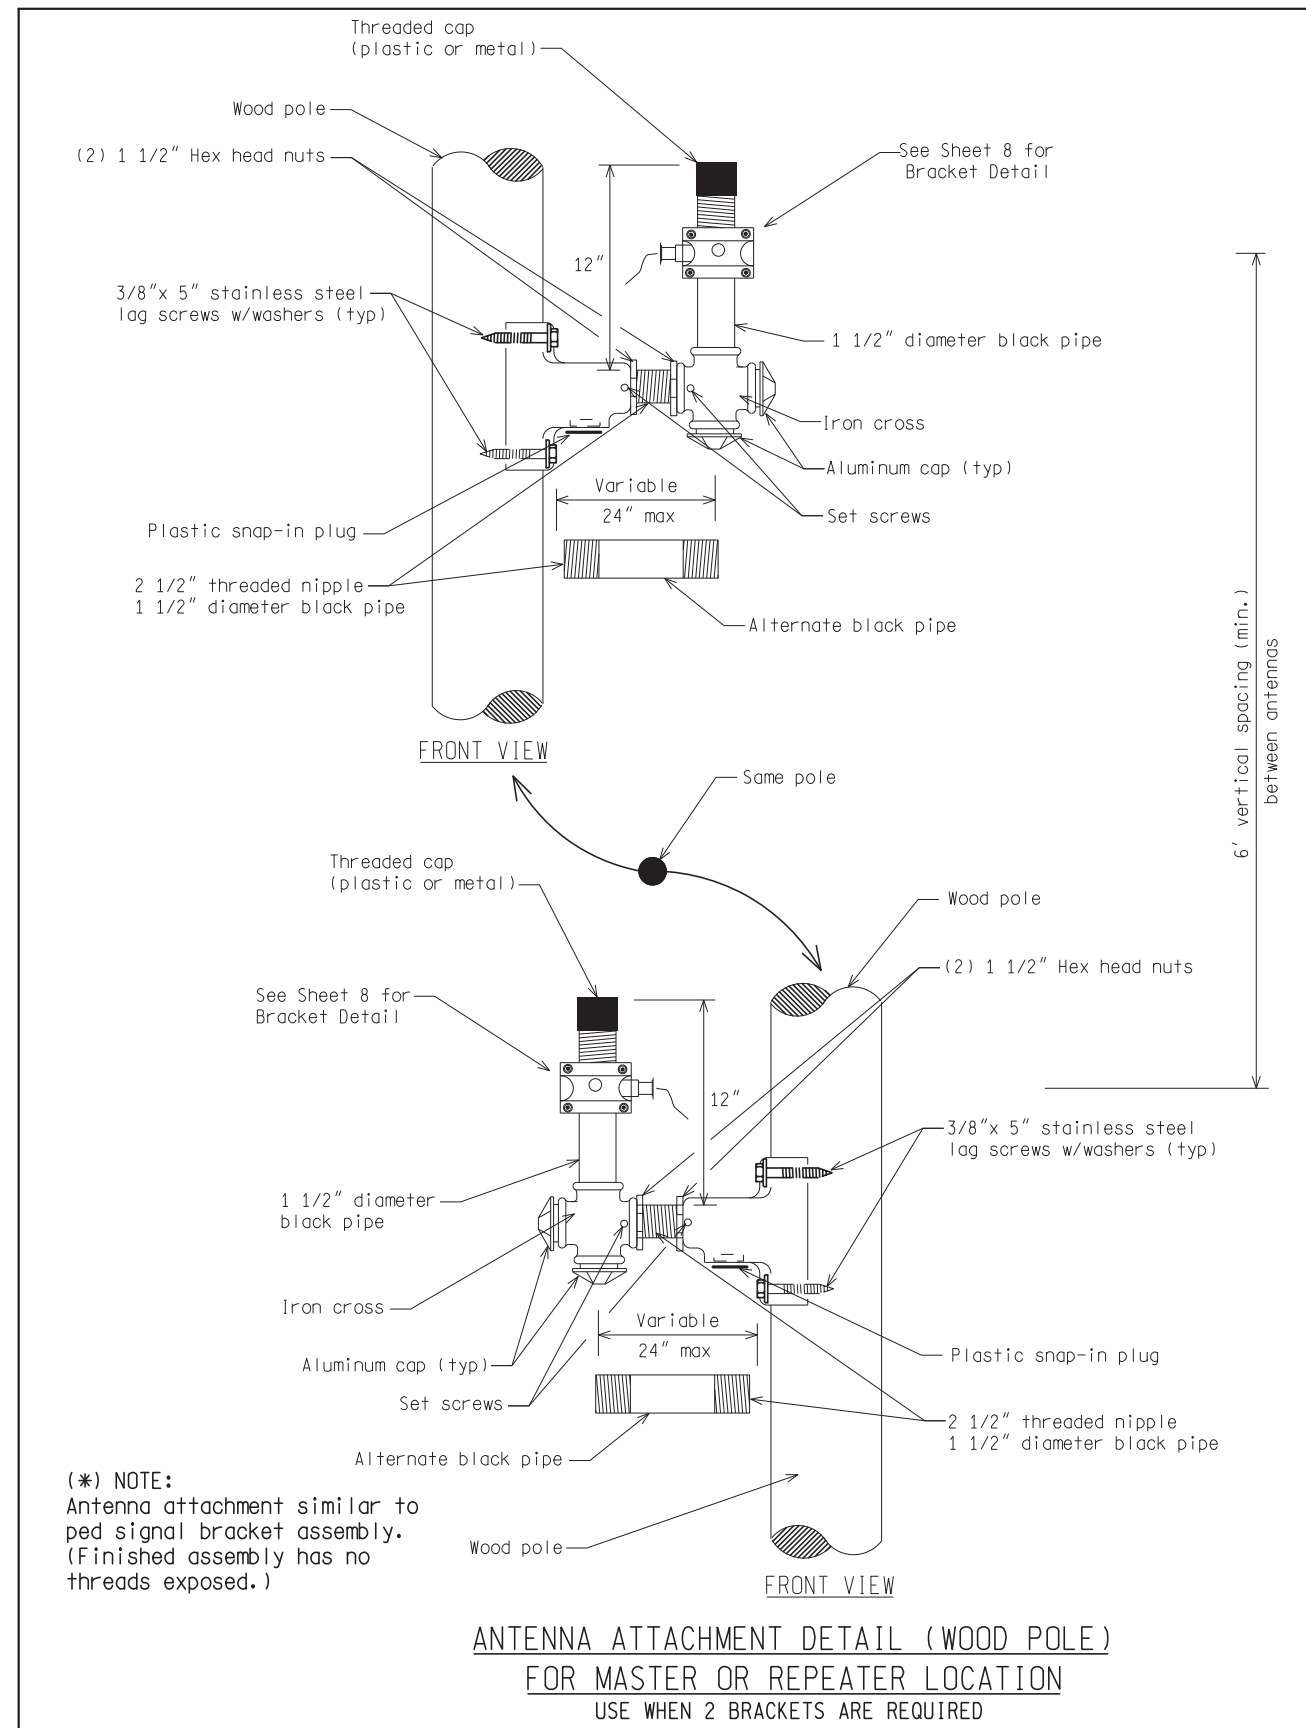 Threaded cap
(plastic or metal)
Wood pole
(2) 1 1/2" Hex head nuts
See Sheet 8 for
Bracket Detail
12"
3/8"x 5" stainless steel
lag screws w/washers (typ)
1 1/2" diameter black pipe
Iron cross
Aluminum cap (typ)
Variable
24" max
Set screws
Plastic snap-in plug
2 1/2" threaded nipple
1 1/2" diameter black pipe
Alternate black pipe
6' vertical spacing (min.)
between antennas
FRONT VIEW
Same pole
Threaded cap
(plastic or metal)
Wood pole
(2) 1 1/2" Hex head nuts
See Sheet 8 for
Bracket Detail
12"
3/8"x 5" stainless steel
lag screws w/washers (typ)
1 1/2" diameter
black pipe
Iron cross
Variable
24" max
Aluminum cap (typ)
Plastic snap-in plug
Set screws
2 1/2" threaded nipple
1 1/2" diameter black pipe
Alternate black pipe
(*) NOTE:
Antenna attachment similar to
ped signal bracket assembly.
(Finished assembly has no
threads exposed.)
Wood pole
FRONT VIEW
ANTENNA ATTACHMENT DETAIL (WOOD POLE)
FOR MASTER OR REPEATER LOCATION
USE WHEN 2 BRACKETS ARE REQUIRED